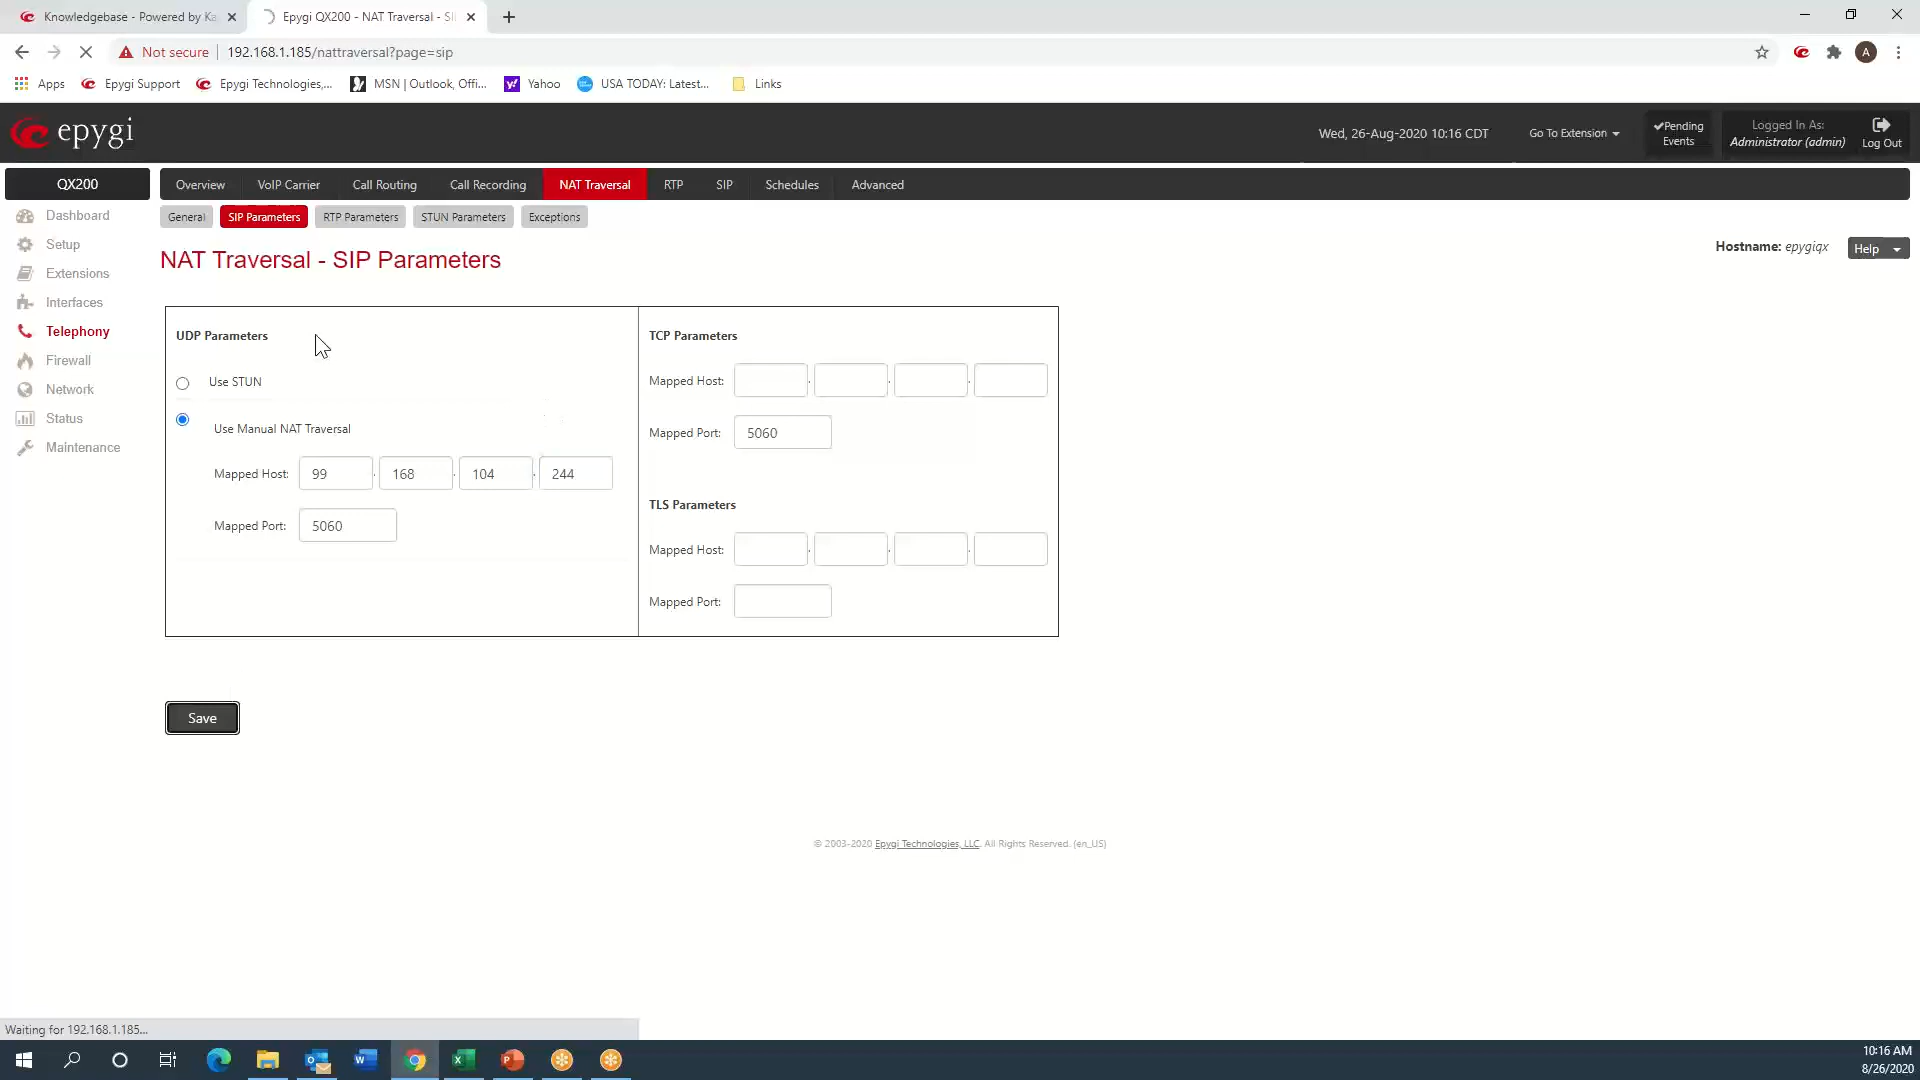 Knowledgebase - Powered by Ka
Epygi QX200 - NAT Traversal - SI
Not secure
192.168.1.185/nattraversal?page=sip
A
Apps
Epygi Support
Epygi Technologies,...
MSN | Outlook, Offi...
Yahoo
USA TODAY: Latest...
Links
epygi
Wed, 26-Aug-2020 10:16 CDT
Go To Extension
Pending
Events
Logged In As:
Administrator (admin)
Log Out
QX200
Overview
VoIP Carrier
Call Routing
Call Recording
NAT Traversal
RTP
SIP
Schedules
Advanced
Dashboard
Setup
Extensions
Interfaces
Telephony
Firewall
Network
Status
Maintenance
General
SIP Parameters
RTP Parameters
STUN Parameters
Exceptions
NAT Traversal - SIP Parameters
Hostname: epygiqx
Help
UDP Parameters
Use STUN
Use Manual NAT Traversal
Mapped Host: 99 . 168 . 104 . 244
Mapped Port: 5060
TCP Parameters
Mapped Host: . . .
Mapped Port: 5060
TLS Parameters
Mapped Host: . . .
Mapped Port:
Save
© 2003-2020 Epygi Technologies, LLC. All Rights Reserved. (en_US)
Waiting for 192.168.1.185...
10:16 AM
8/26/2020